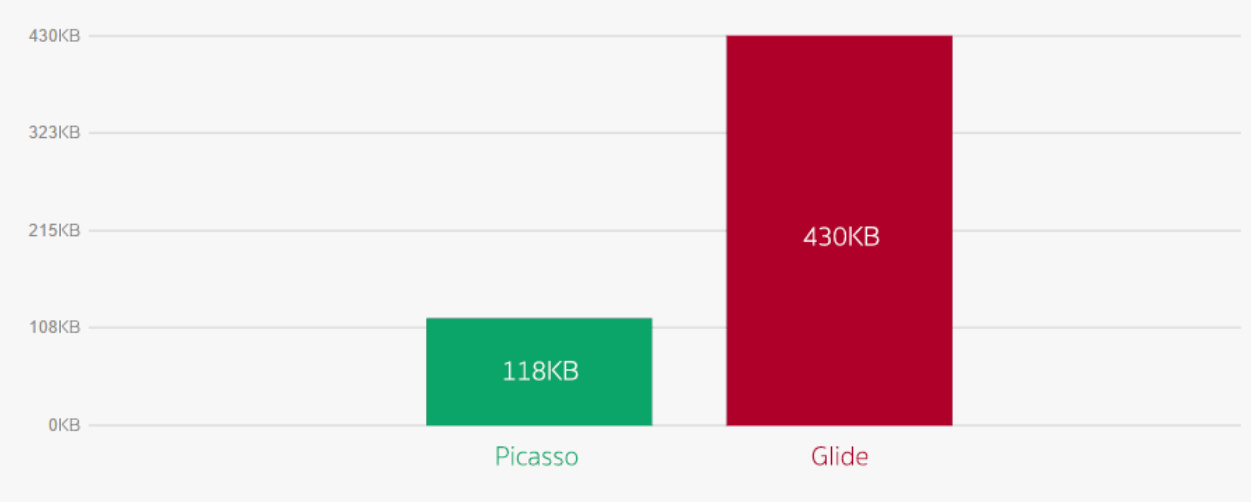 430KB
323KB
215KB
430KB
108KB
118KB
0KB
Picasso
Glide